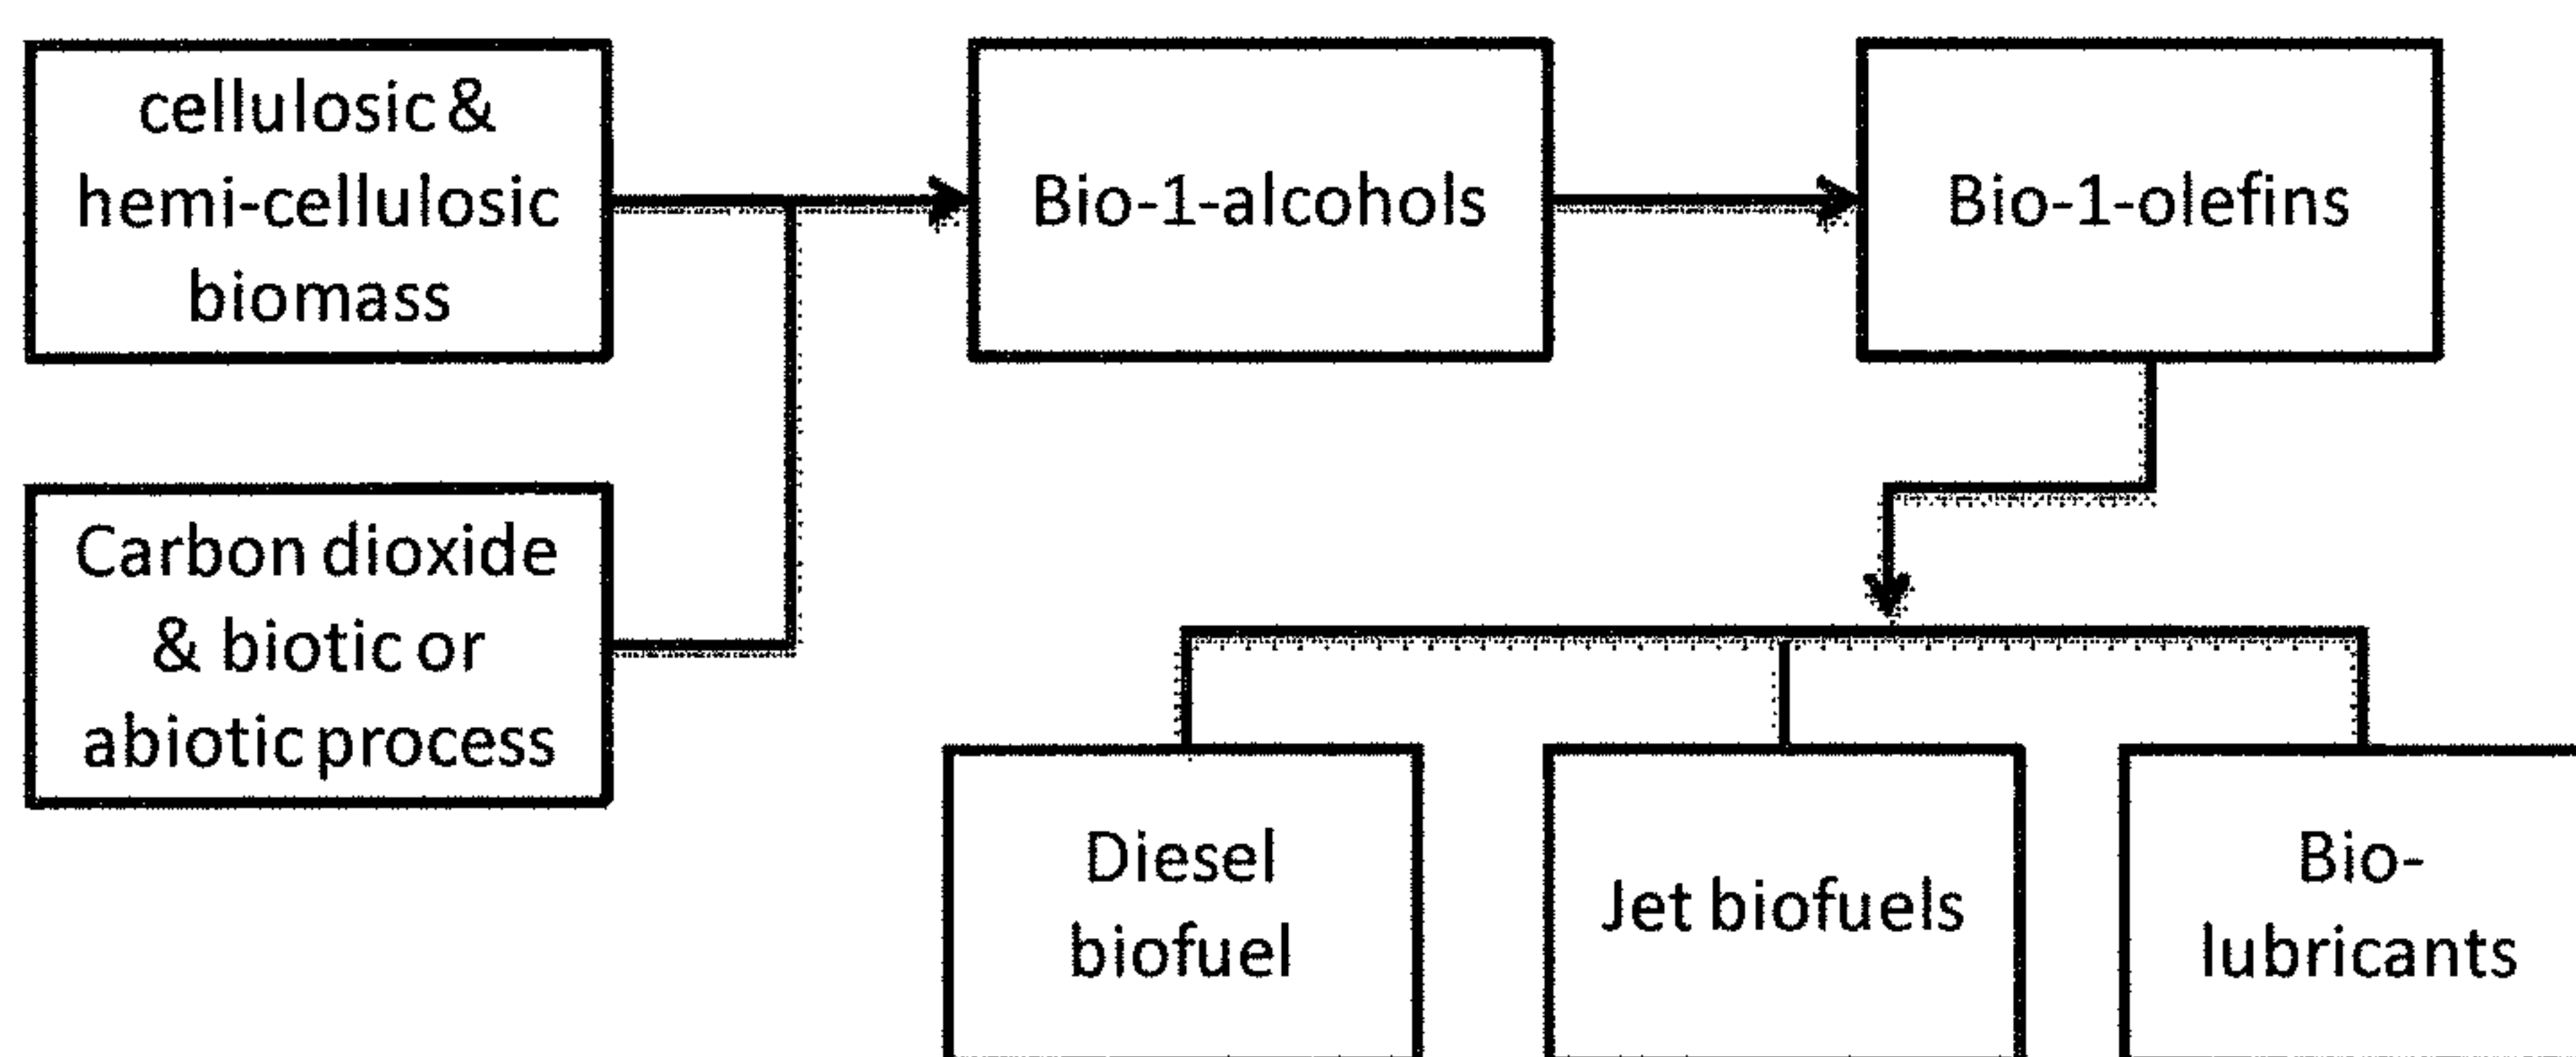 cellulosic &
hemi-cellulosic
biomass
Bio-1-alcohols
Bio-1-olefins
Carbon dioxide
& biotic or
abiotic process
Diesel
biofuel
Jet biofuels
Bio-
lubricants